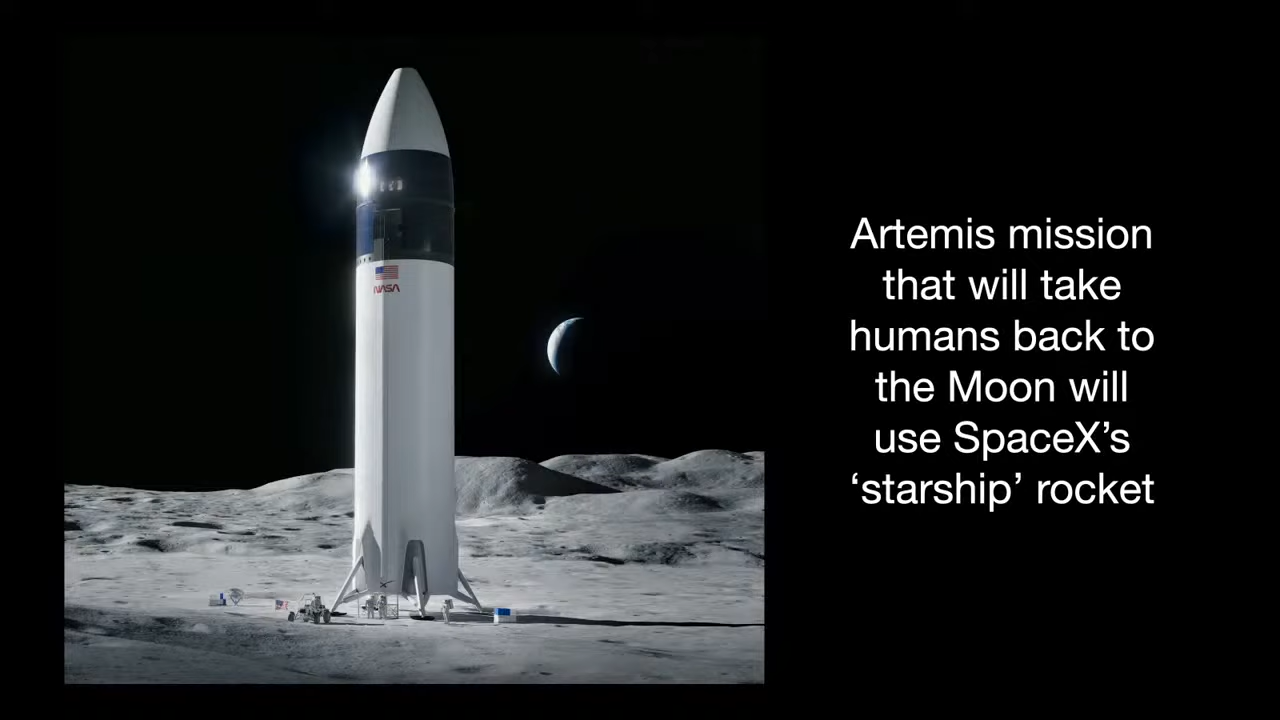 NASA
Artemis mission
that will take
humans back to
the Moon will
use SpaceX’s
‘starship’ rocket